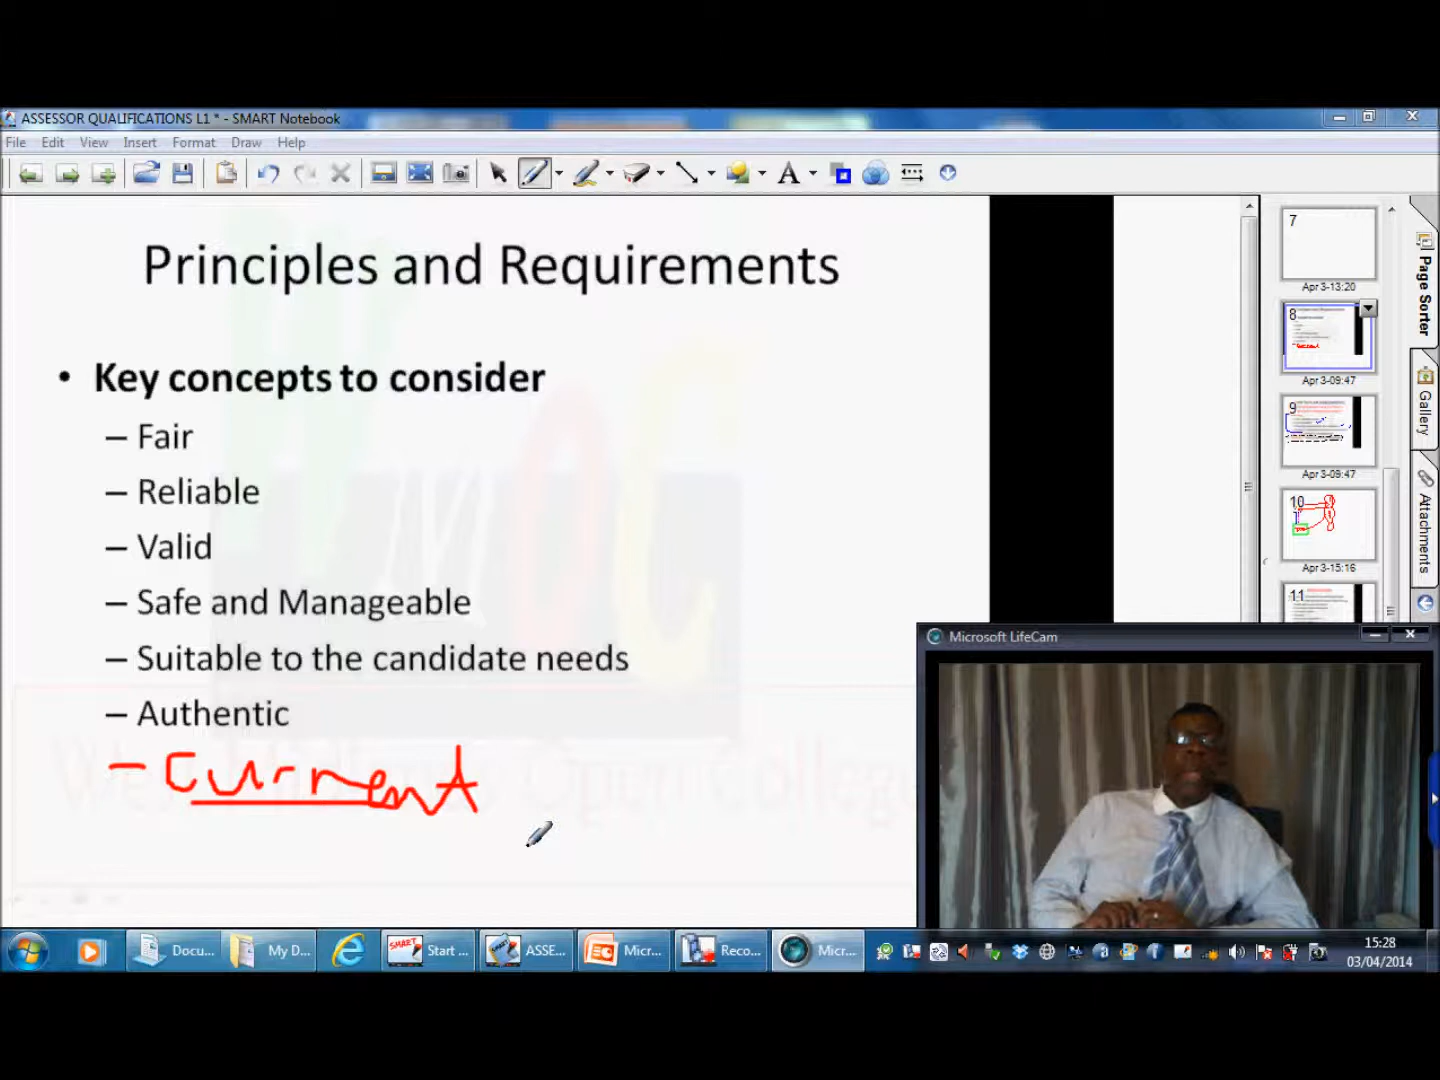 ASSESSOR QUALIFICATIONS L1 * - SMART Notebook
File Edit View Insert Format Draw Help
Principles and Requirements
• Key concepts to consider
– Fair
– Reliable
– Valid
– Safe and Manageable
– Suitable to the candidate needs
– Authentic
– Current
7
Apr 3-13:20
8
Apr 3-09:47
9
Apr 3-09:47
10
Apr 3-15:16
11
Page Sorter
Gallery
Attachments
Microsoft LifeCam
Docu... My D... Start ... ASSE... Micr... Reco... Micr...
15:28
03/04/2014